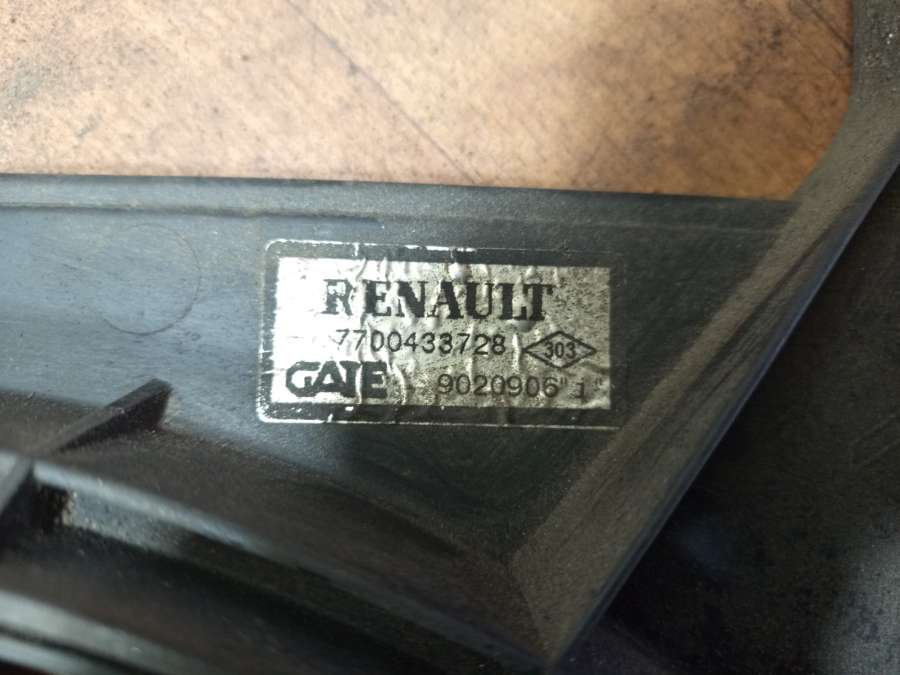 RENAULT
7700433728 303
GATE - 9020906"1"